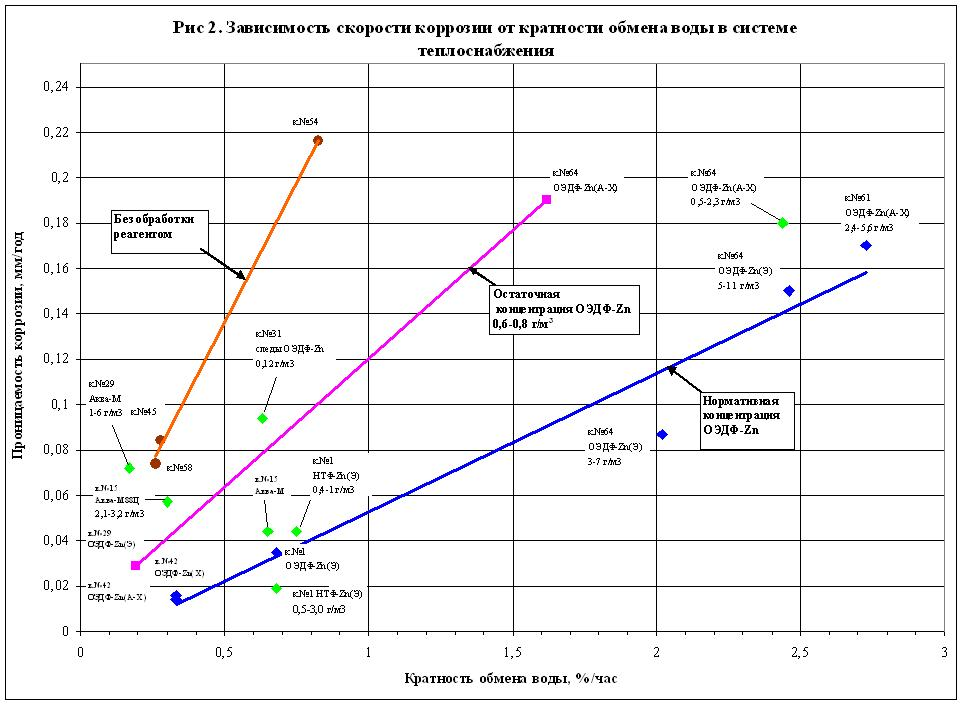 Рис 2. Зависимость скорости коррозии от кратности обмена воды в системе
теплоснабжения
Проницаемость коррозии, мм/год
0,24
0,22
0,2
0,18
0,16
0,14
0,12
0,1
0,08
0,06
0,04
0,02
0
к.№54
Без обработки
реагентом
к.№64
ОЭДФ-Zn(А-Х)
к.№64
ОЭДФ-Zn(А-Х)
0,5-2,3г/м3
к.№61
ОЭДФ-Zn(А-Х)
2,4-5,6г/м3
к.№64
ОЭДФ-Zn(Э)
5-11 г/м3
Остаточная
концентрация ОЭДФ-Zn
0,6-0,8 г/м³
к.№31
следы ОЭДФ-Zn
0,12г/м3
к.№29
Аква-М
1-6 г/м3
к.№45
к.№58
Нормативная
концентрация
ОЭДФ-Zn
к.№64
ОЭДФ-Zn(Э)
3-7 г/м3
к.№15
Аква-MSSЦ
2,1-3,2г/м3
к.№15
Аква-М
к.№1
НТФ-Zn(Э)
0,4-1г/м3
к.№29
ОЭДФ-Zn(Э)
к.№42
ОЭДФ-Zn( Х)
к.№42
ОЭДФ-Zn(А-Х)
к.№1
ОЭДФ-Zn(Э)
к.№1 НТФ-Zn(Э)
0,5-3,0 г/м3
0
0,5
1
1,5
2
2,5
3
Кратность обмена воды, %/час